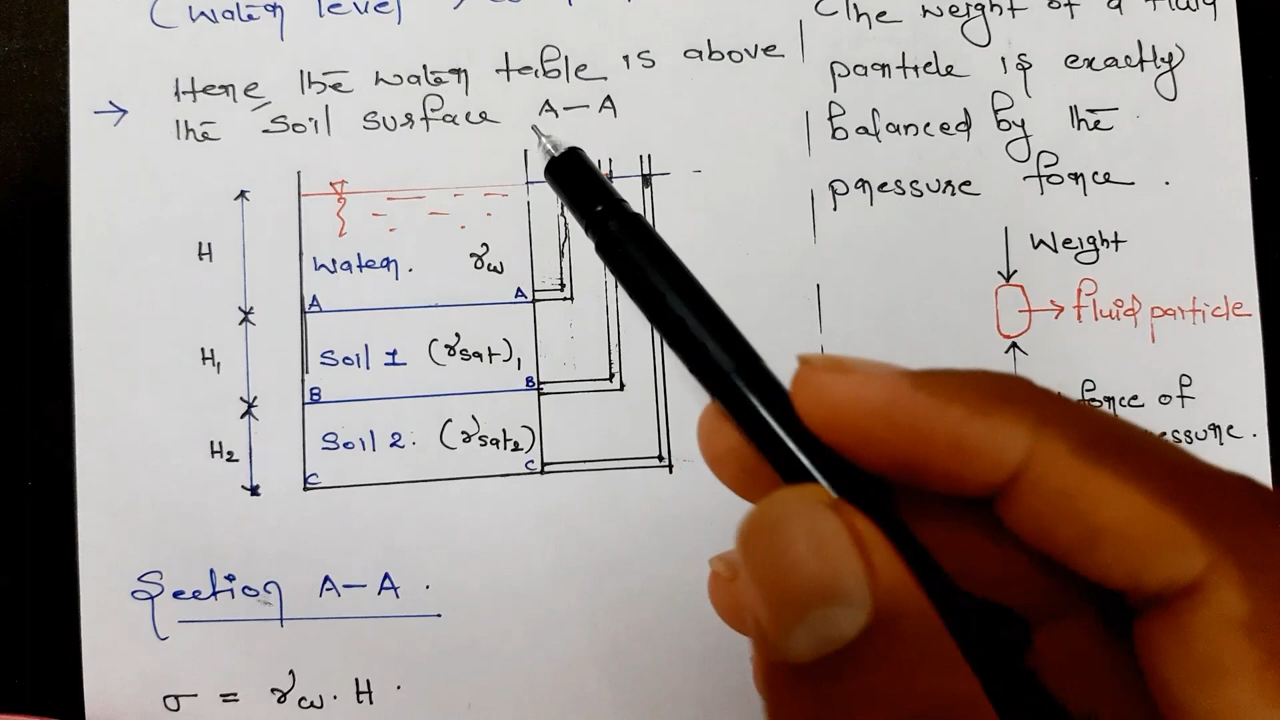 (Water level
Here the water table is above
→ the soil surface A-A
H
Water. γw
A A
H₁
Soil 1 (γsat)₁
B B
H₂
Soil 2. (γsat₂)
C C
Section A-A.
σ = γw. H.
(The weight of a fluid
particle is exactly
balanced by the
pressure force.
Weight
→ fluid particle
force of